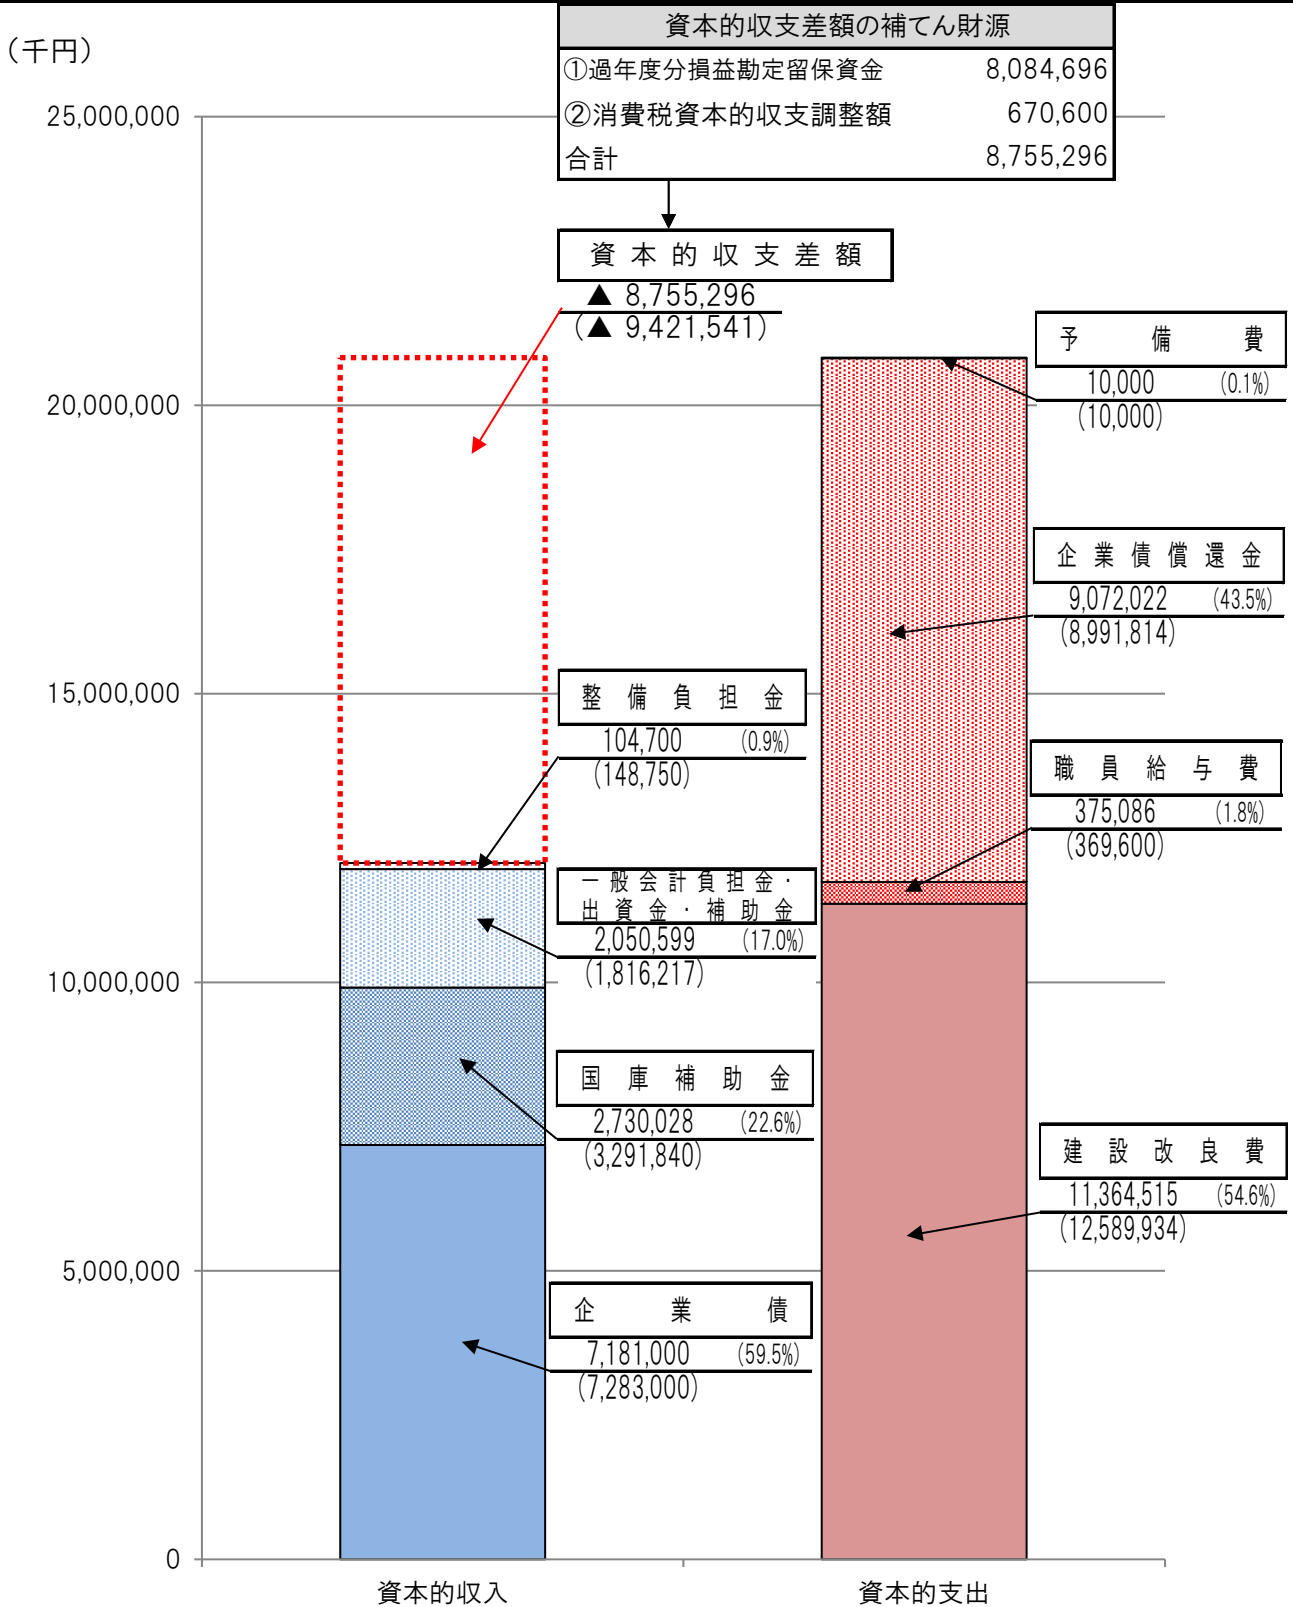 (千円)
資本的収支差額の補てん財源
①過年度分損益勘定留保資金 8,084,696
②消費税資本的収支調整額 670,600
合計 8,755,296
資本的収支差額
▲ 8,755,296
(▲ 9,421,541)
25,000,000
20,000,000
15,000,000
10,000,000
5,000,000
0
予備費
10,000 (0.1%)
(10,000)
企業債償還金
9,072,022 (43.5%)
(8,991,814)
整備負担金
104,700 (0.9%)
(148,750)
職員給与費
375,086 (1.8%)
(369,600)
一般会計負担金・
出資金・補助金
2,050,599 (17.0%)
(1,816,217)
国庫補助金
2,730,028 (22.6%)
(3,291,840)
建設改良費
11,364,515 (54.6%)
(12,589,934)
企業債
7,181,000 (59.5%)
(7,283,000)
資本的収入
資本的支出